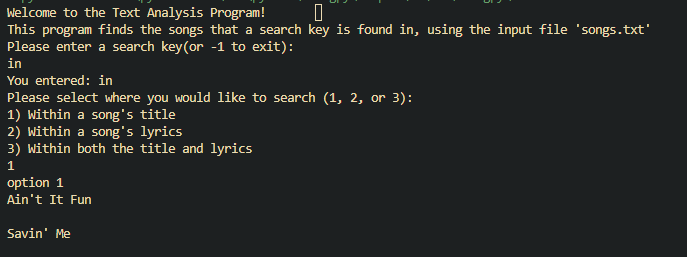 Welcome to the Text Analysis Program!
This program finds the songs that a search key is found in, using the input file 'songs.txt'
Please enter a search key(or -1 to exit):
in
You entered: in
Please select where you would like to search (1, 2, or 3):
1) Within a song's title
2) Within a song's lyrics
3) Within both the title and lyrics
1
option 1
Ain't It Fun
Savin' Me